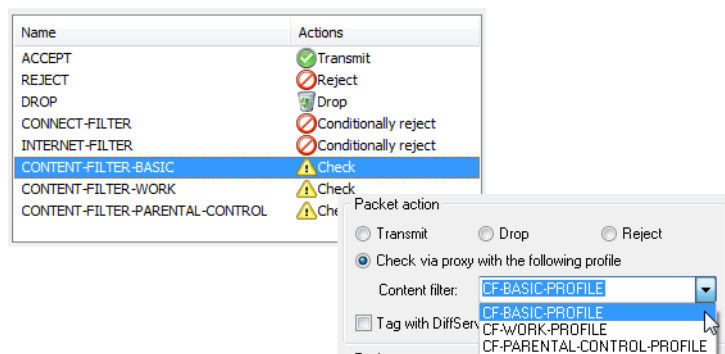 Name Actions
ACCEPT Transmit
REJECT Reject
DROP Drop
CONNECT-FILTER Conditionally reject
INTERNET-FILTER Conditionally reject
CONTENT-FILTER-BASIC Check
CONTENT-FILTER-WORK Check
CONTENT-FILTER-PARENTAL-CONTROL
Packet action
Transmit Drop Reject
Check via proxy with the following profile
Content filter: CF-BASIC-PROFILE
CF-BASIC-PROFILE
Tag with DiffServ
CF-WORK-PROFILE
CF-PARENTAL-CONTROL-PROFILE